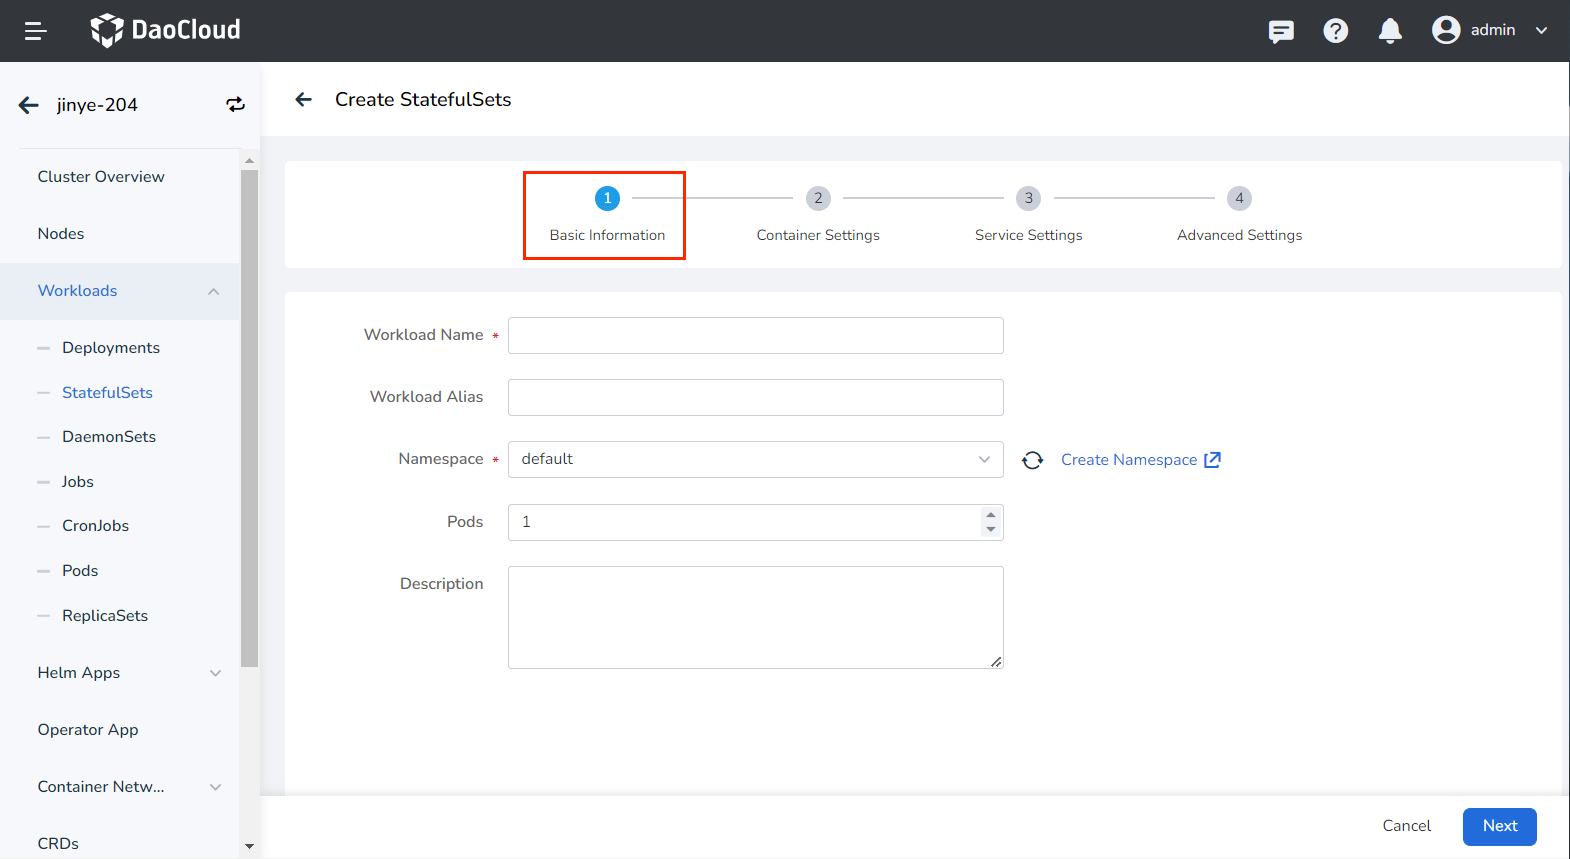 DaoCloud
admin
jinye-204
Create StatefulSets
Cluster Overview
Nodes
Workloads
Deployments
StatefulSets
DaemonSets
Jobs
CronJobs
Pods
ReplicaSets
Helm Apps
Operator App
Container Netw...
CRDs
1
2
3
4
Basic Information
Container Settings
Service Settings
Advanced Settings
Workload Name *
Workload Alias
Namespace * default Create Namespace
Pods 1
Description
Cancel
Next